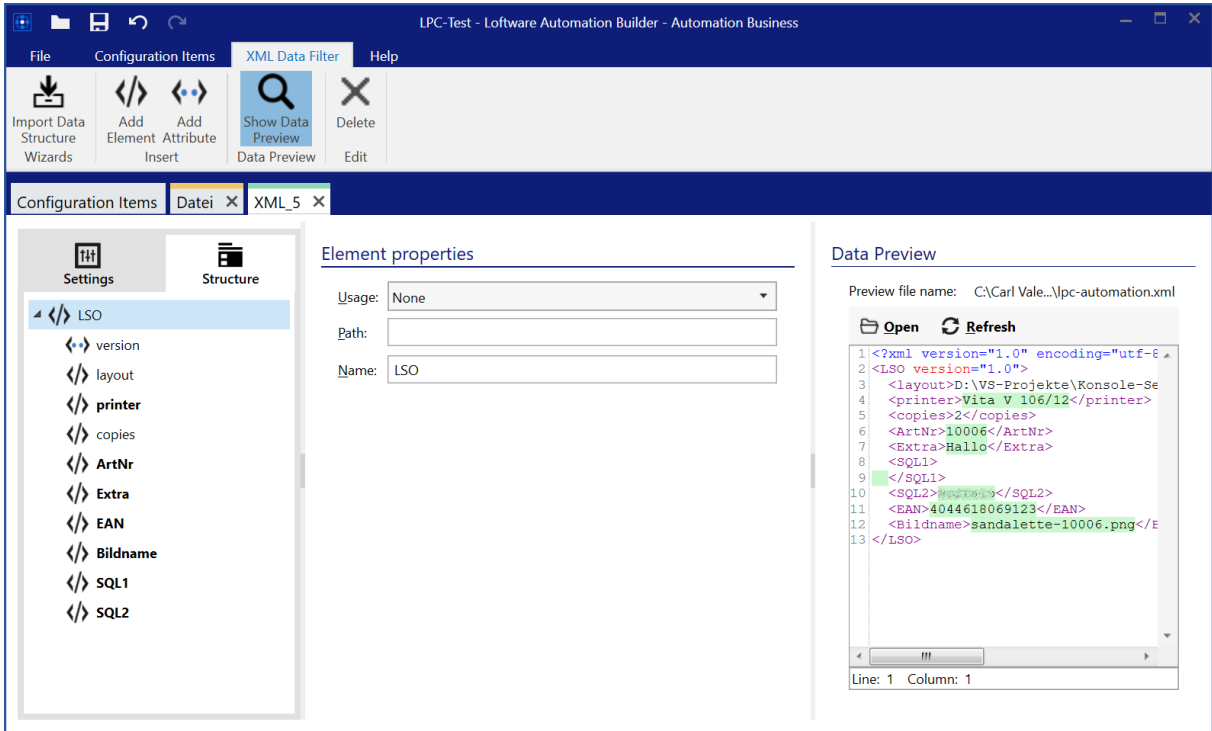 LPC-Test - Loftware Automation Builder - Automation Business
File Configuration Items XML Data Filter Help
Import Data Structure
Add Element
Add Attribute
Show Data Preview
Delete
Wizards Insert Data Preview Edit
Configuration Items Datei XML_5
Settings Structure
LSO
version
layout
printer
copies
ArtNr
Extra
EAN
Bildname
SQL1
SQL2
Element properties
Usage: None
Path:
Name: LSO
Data Preview
Preview file name: C:\Carl Vale...\lpc-automation.xml
Open Refresh
1 <?xml version="1.0" encoding="utf-8
2 <LSO version="1.0">
3 <layout>D:\VS-Projekte\Konsole-Se
4 <printer>Vita V 106/12</printer>
5 <copies>2</copies>
6 <ArtNr>10006</ArtNr>
7 <Extra>Hallo</Extra>
8 <SQL1>
9 </SQL1>
10 <SQL2></SQL2>
11 <EAN>4044618069123</EAN>
12 <Bildname>sandalette-10006.png</E
13 </LSO>
Line: 1 Column: 1